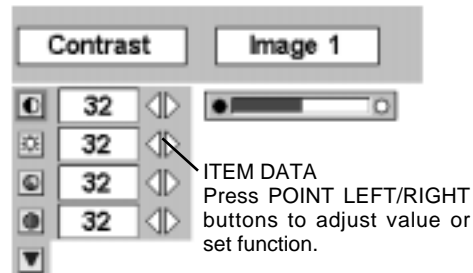 Contrast Image 1
32
32
ITEM DATA
32
Press POINT LEFT/RIGHT
32
buttons to adjust value or
set function.